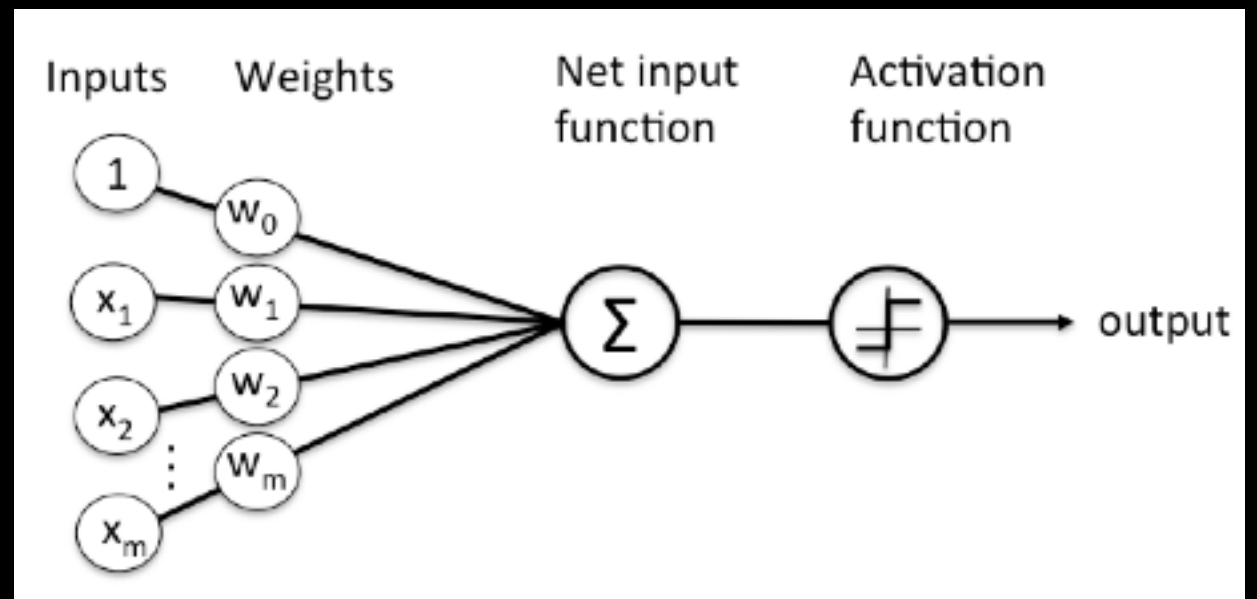 Inputs
Weights
Net input
function
Activation
function
1
w₀
x₁
w₁
x₂
w₂
⋮
xₘ
wₘ
Σ
output